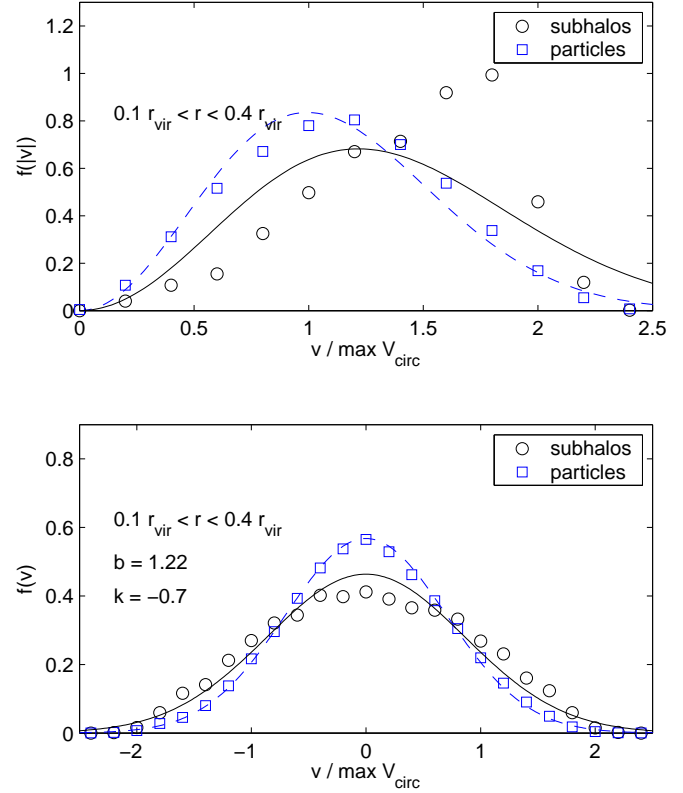 1.2
1
0.8
0.6
0.4
0.2
0
f(|v|)
subhalos
particles
0.1 r_vir < r < 0.4 r_vir
0 0.5 1 1.5 2 2.5
v / max V_circ
0.8
0.6
0.4
0.2
0
f(v)
subhalos
particles
0.1 r_vir < r < 0.4 r_vir
b = 1.22
k = −0.7
−2 −1 0 1 2
v / max V_circ